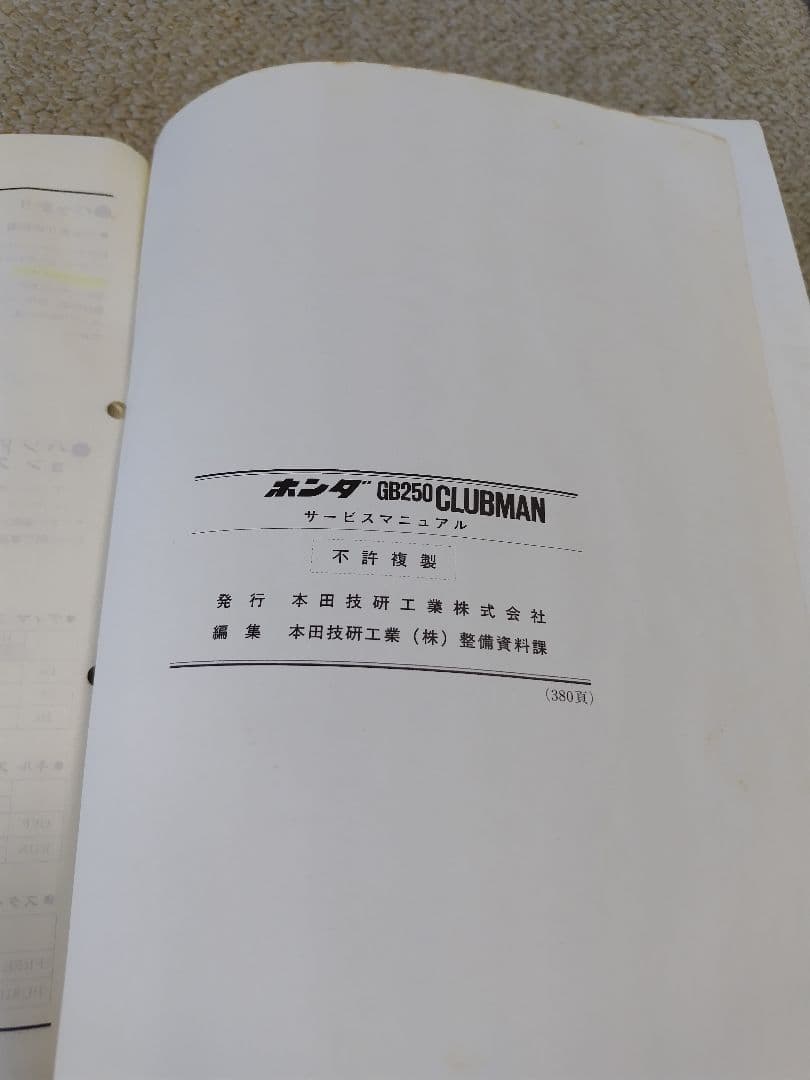 ホンダ GB250 CLUBMAN
サービスマニュアル
不許複製
発行 本田技研工業株式会社
編集 本田技研工業(株)整備資料課
(380頁)